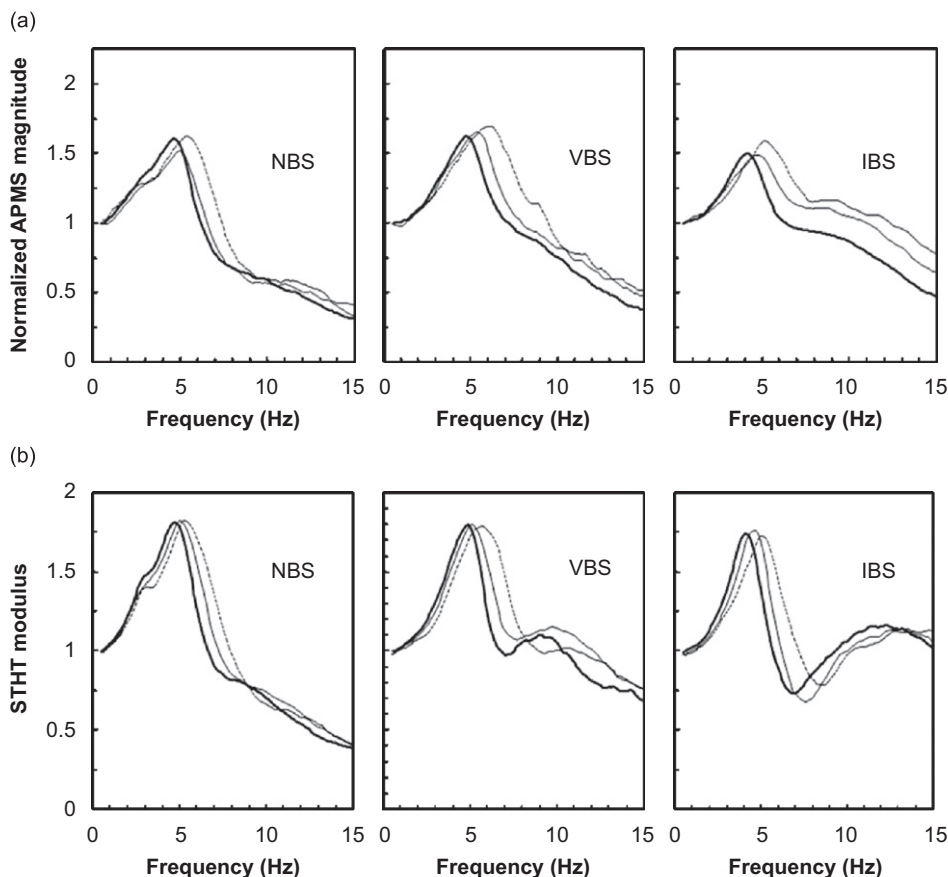 (a)
Normalized APMS magnitude
2
1.5
1
0.5
0
NBS
VBS
IBS
0 5 10 15
0 5 10 15
0 5 10 15
Frequency (Hz)
Frequency (Hz)
Frequency (Hz)
(b)
STHT modulus
2
1.5
1
0.5
0
NBS
VBS
IBS
0 5 10 15
0 5 10 15
0 5 10 15
Frequency (Hz)
Frequency (Hz)
Frequency (Hz)